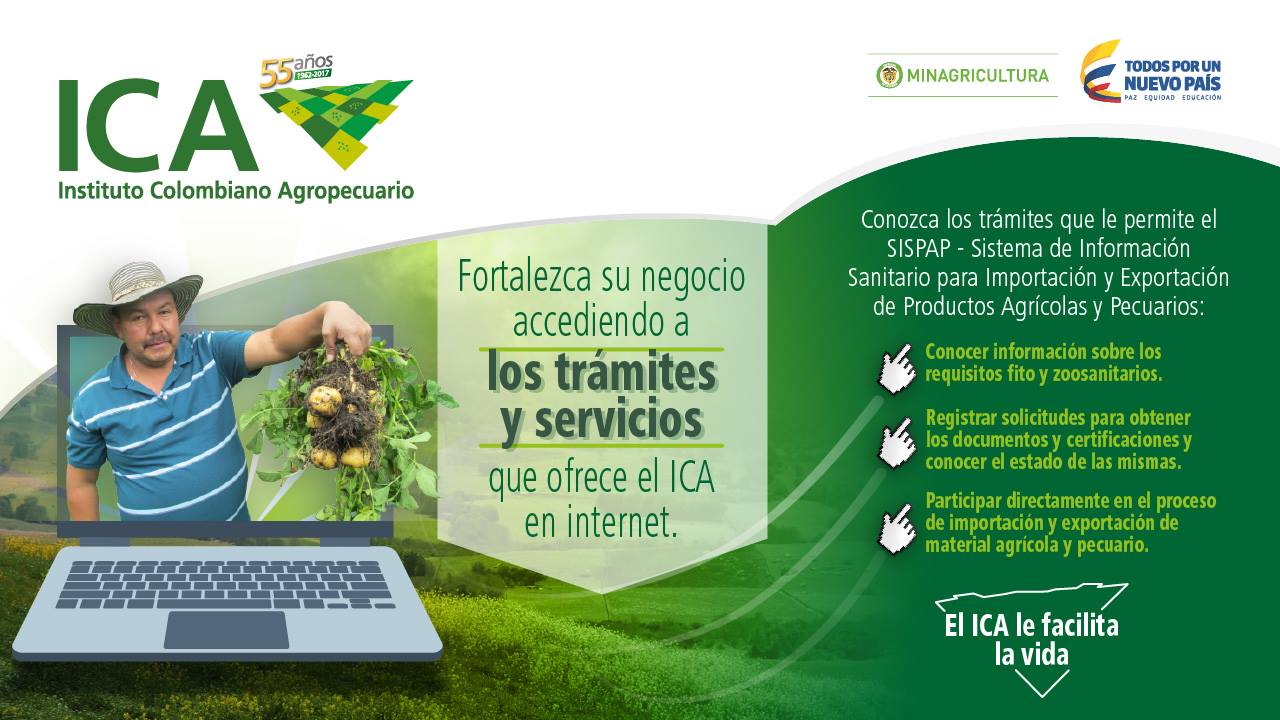 55 años
1962-2017
ICA
Instituto Colombiano Agropecuario
MINAGRICULTURA
TODOS POR UN
NUEVO PAÍS
PAZ EQUIDAD EDUCACIÓN
Fortalezca su negocio
accediendo a
los trámites
y servicios
que ofrece el ICA
en internet.
Conozca los trámites que le permite el
SISPAP - Sistema de Información
Sanitario para Importación y Exportación
de Productos Agrícolas y Pecuarios:
Conocer información sobre los
requisitos fito y zoosanitarios.
Registrar solicitudes para obtener
los documentos y certificaciones y
conocer el estado de las mismas.
Participar directamente en el proceso
de importación y exportación de
material agrícola y pecuario.
El ICA le facilita
la vida